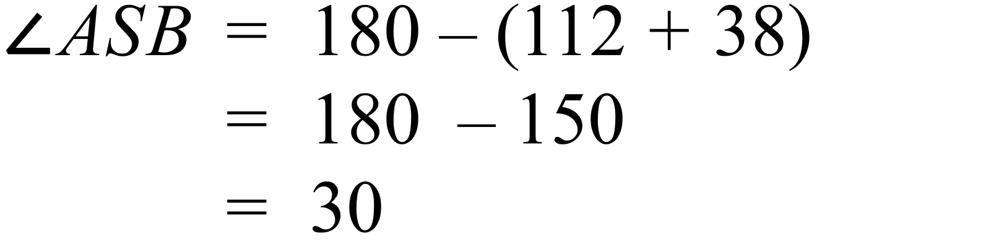 ∠ASB = 180 – (112 + 38)
= 180 – 150
= 30